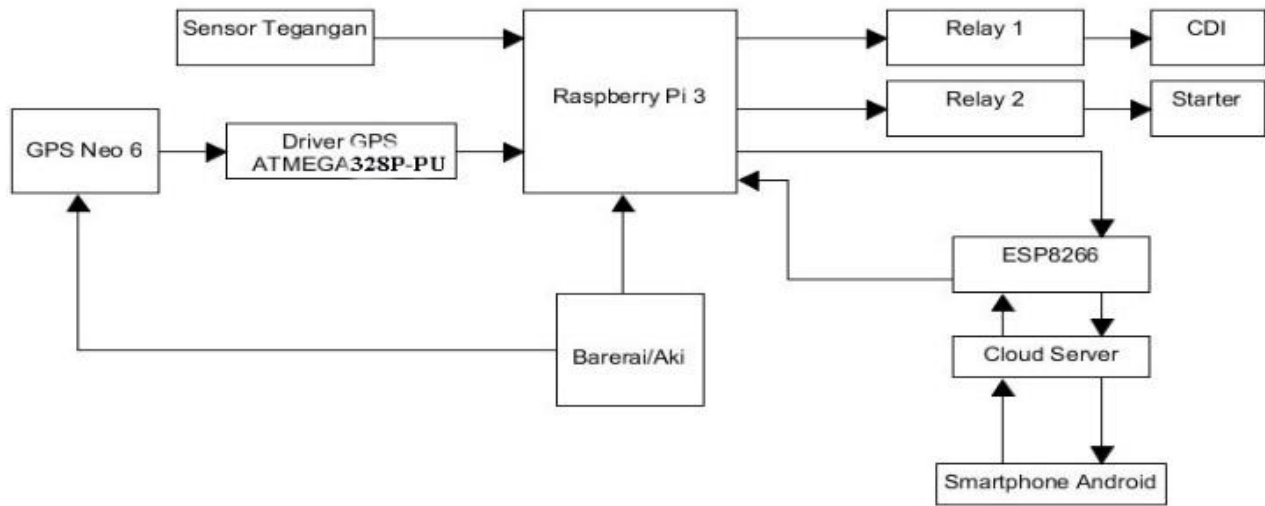 Sensor Tegangan
Raspberry Pi 3
Relay 1
CDI
Relay 2
Starter
GPS Neo 6
Driver GPS
ATMEGA328P-PU
ESP8266
Barerai/Aki
Cloud Server
Smartphone Android